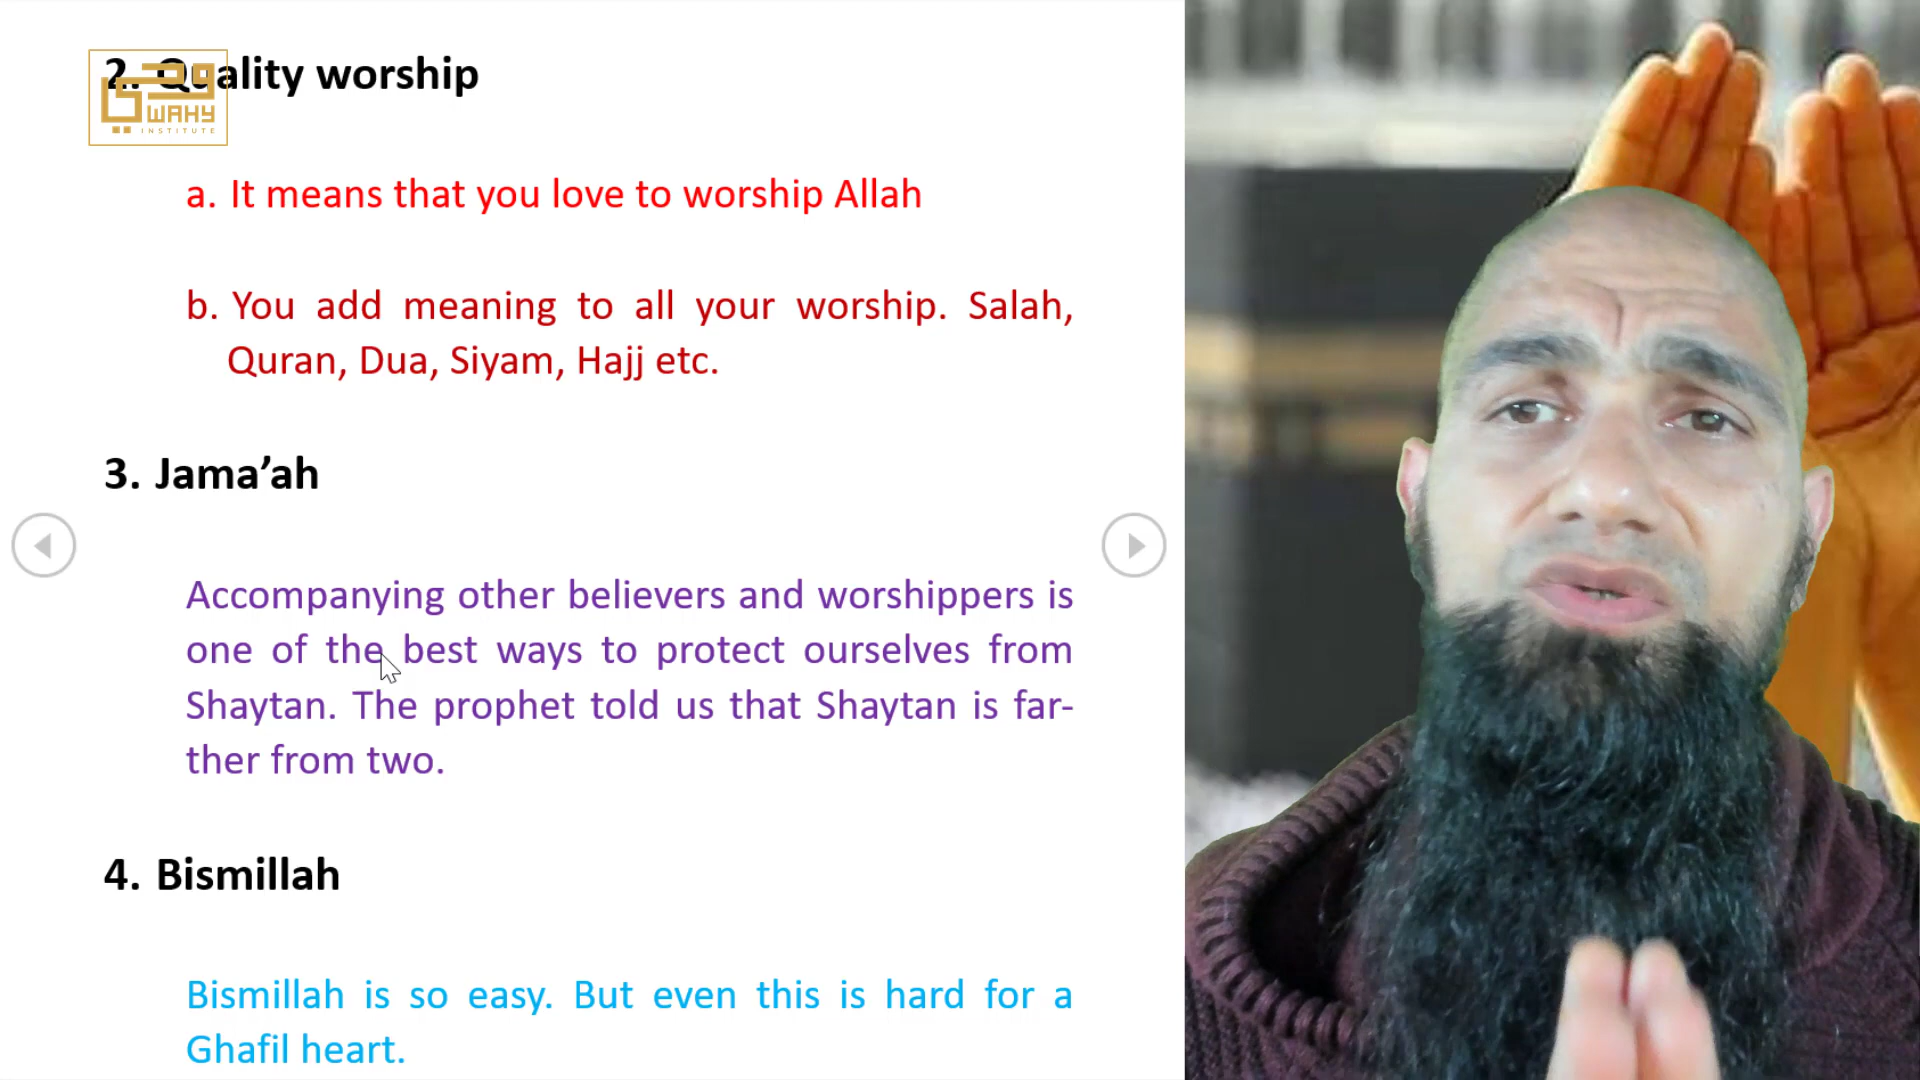 2. Quality worship
وحي
WAHY
INSTITUTE
a. It means that you love to worship Allah
b. You add meaning to all your worship. Salah,
Quran, Dua, Siyam, Hajj etc.
3. Jama’ah
Accompanying other believers and worshippers is
one of the best ways to protect ourselves from
Shaytan. The prophet told us that Shaytan is far-
ther from two.
4. Bismillah
Bismillah is so easy. But even this is hard for a
Ghafil heart.